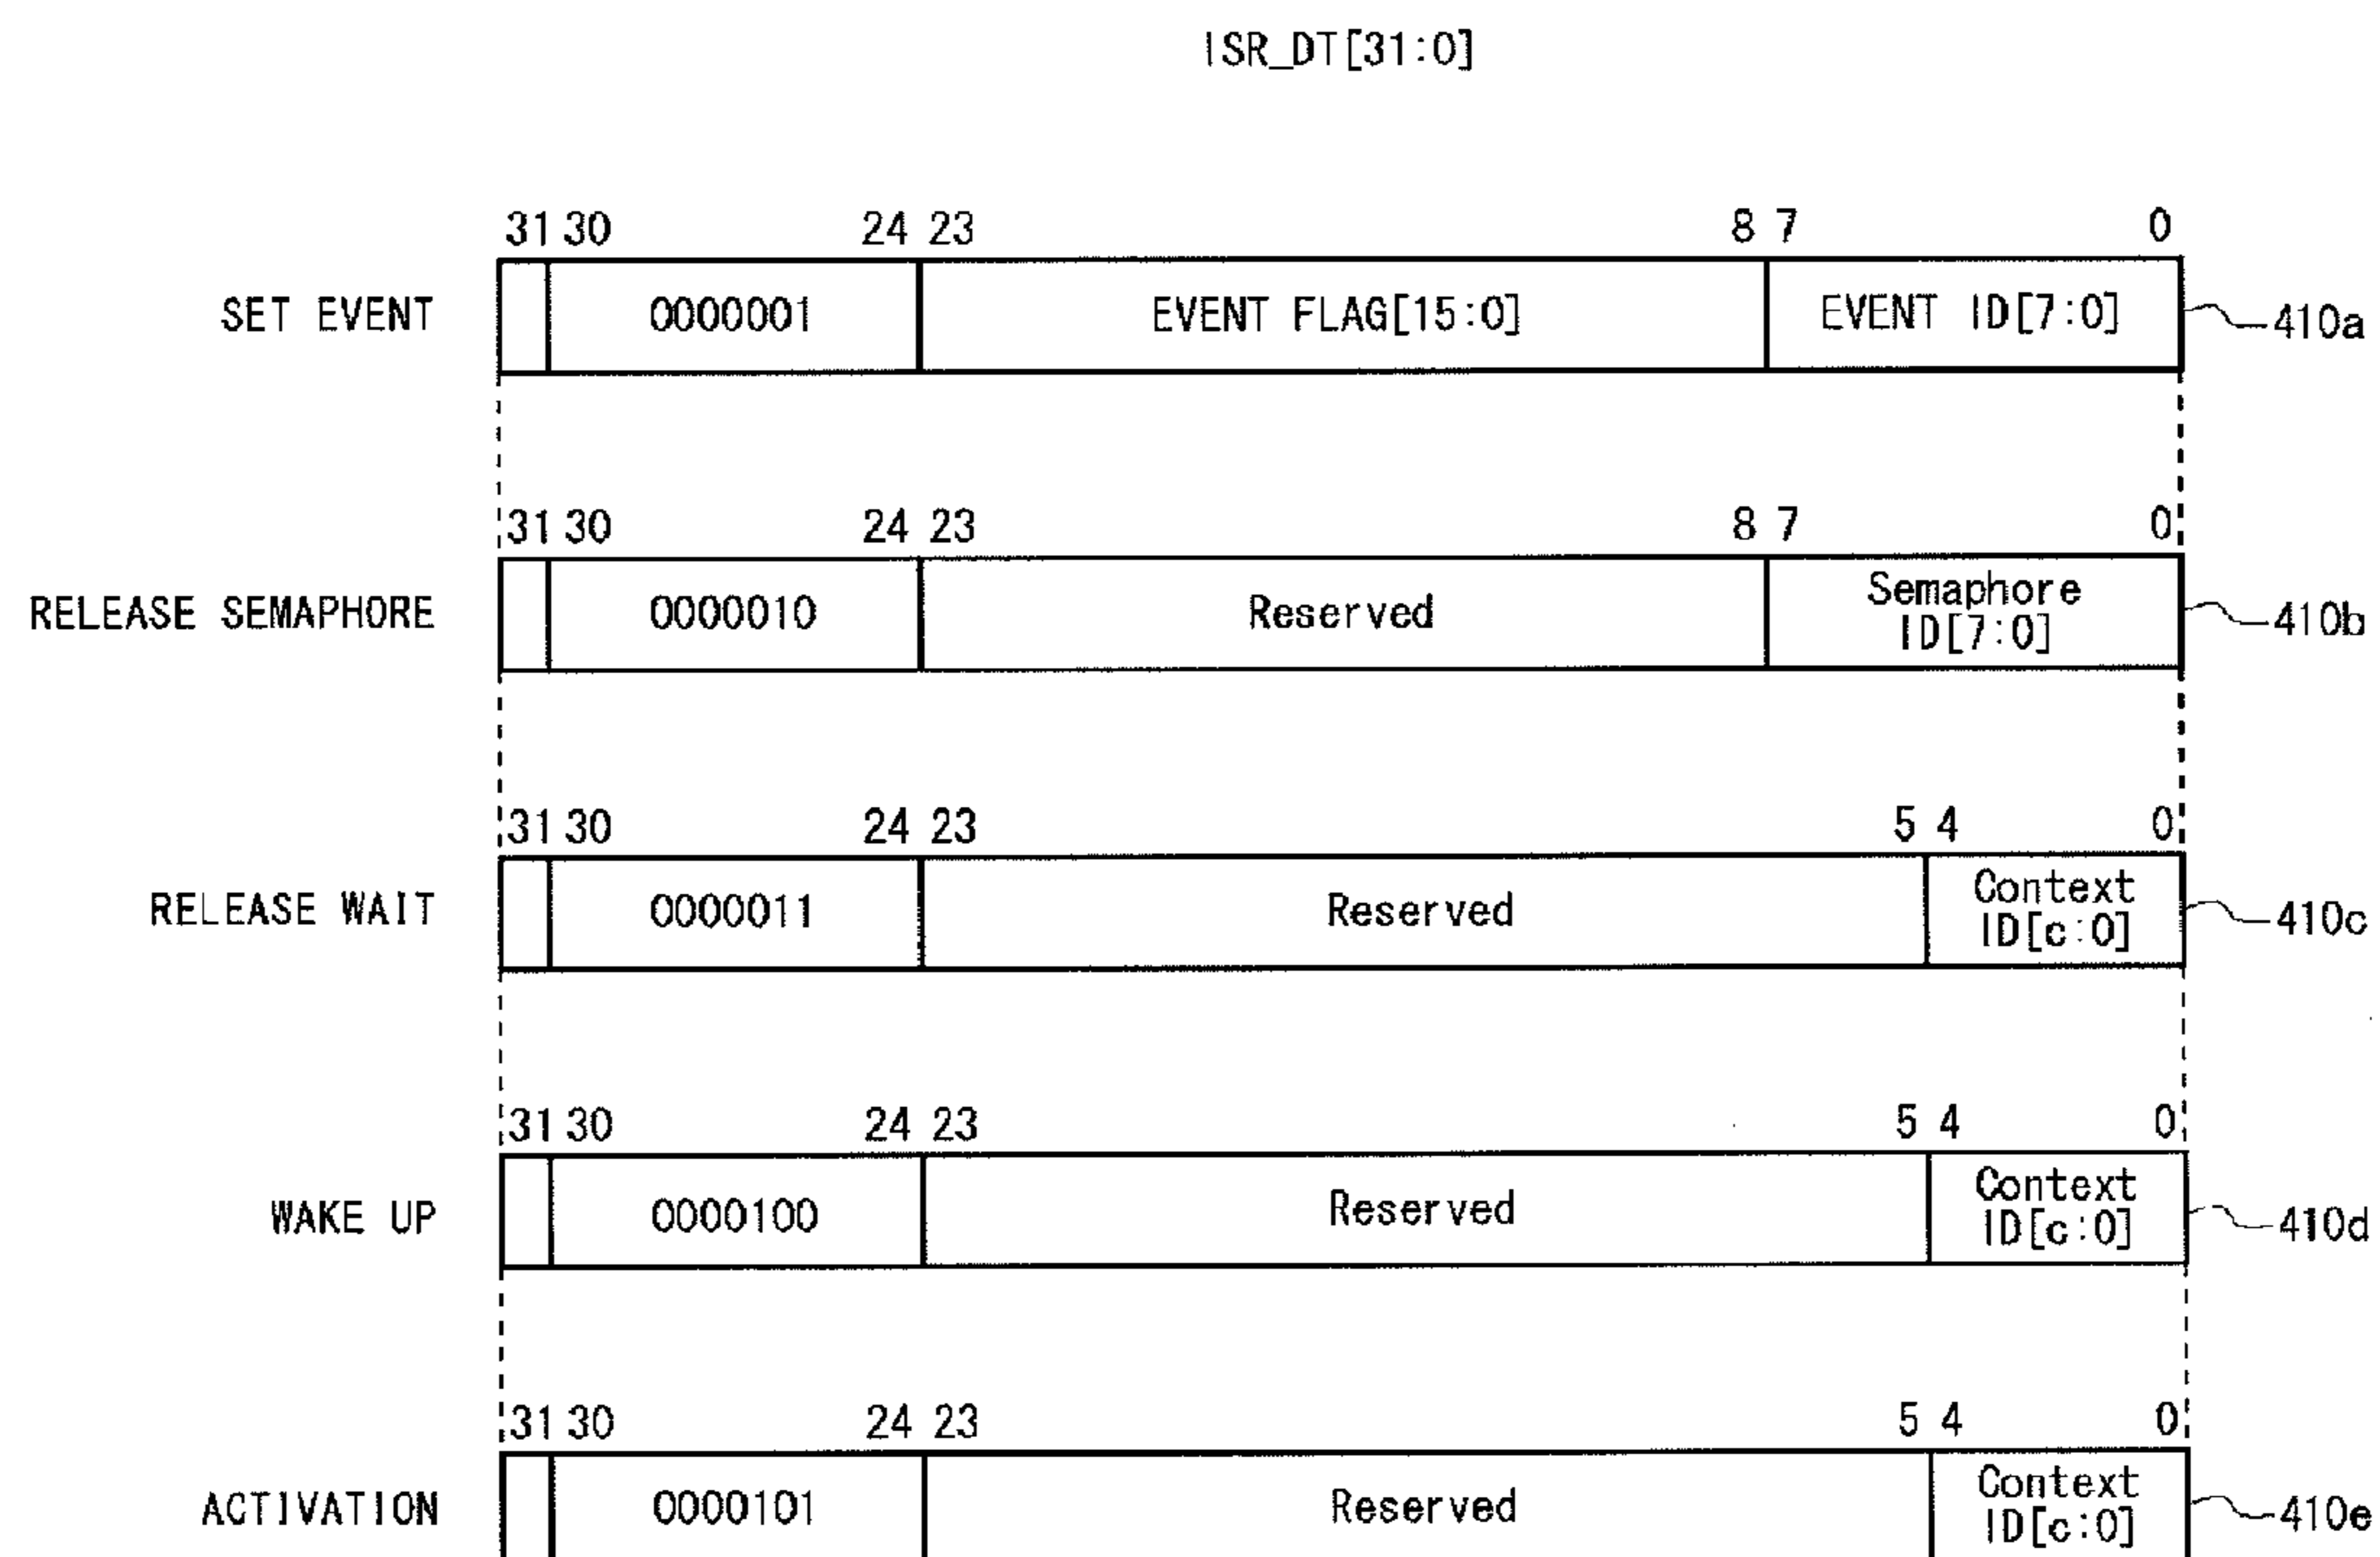 ISR_DT[31:0]
31 30 24 23 8 7 0
SET EVENT 0000001 EVENT FLAG[15:0] EVENT ID[7:0] 410a
31 30 24 23 8 7 0
RELEASE SEMAPHORE 0000010 Reserved Semaphore ID[7:0] 410b
31 30 24 23 5 4 0
RELEASE WAIT 0000011 Reserved Context ID[c:0] 410c
31 30 24 23 5 4 0
WAKE UP 0000100 Reserved Context ID[c:0] 410d
31 30 24 23 5 4 0
ACTIVATION 0000101 Reserved Context ID[c:0] 410e